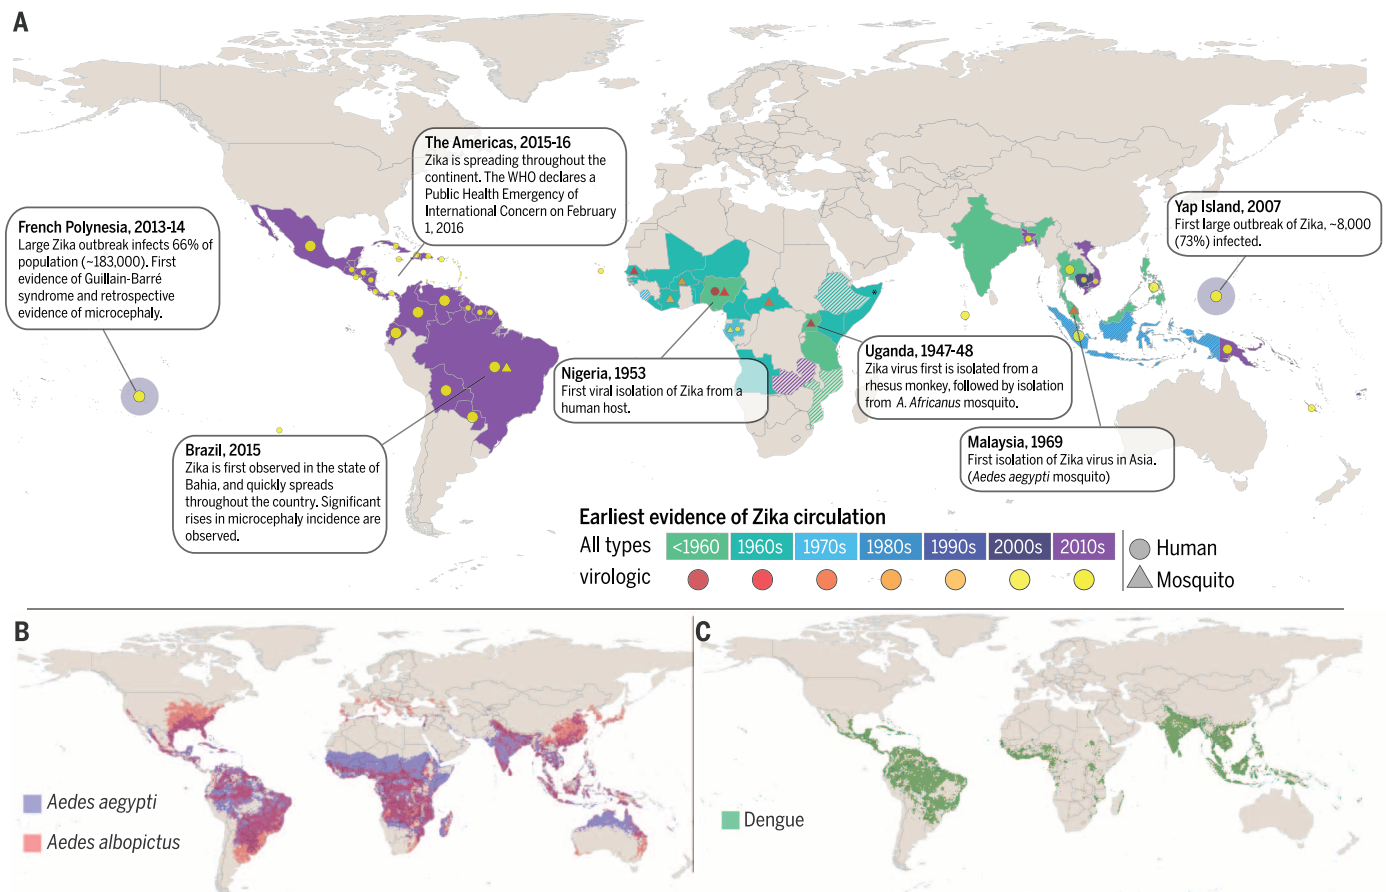 A
The Americas, 2015-16
Zika is spreading throughout the
continent. The WHO declares a
Public Health Emergency of
International Concern on February
1, 2016
French Polynesia, 2013-14
Large Zika outbreak infects 66% of
population (~183,000). First
evidence of Guillain-Barré
syndrome and retrospective
evidence of microcephaly.
Yap Island, 2007
First large outbreak of Zika, ~8,000
(73%) infected.
*
Nigeria, 1953
First viral isolation of Zika from a
human host.
Uganda, 1947-48
Zika virus first is isolated from a
rhesus monkey, followed by isolation
from A. Africanus mosquito.
Brazil, 2015
Zika is first observed in the state of
Bahia, and quickly spreads
throughout the country. Significant
rises in microcephaly incidence are
observed.
Malaysia, 1969
First isolation of Zika virus in Asia.
(Aedes aegypti mosquito)
Earliest evidence of Zika circulation
All types <1960 1960s 1970s 1980s 1990s 2000s 2010s
virologic
Human
Mosquito
B
Aedes aegypti
Aedes albopictus
C
Dengue